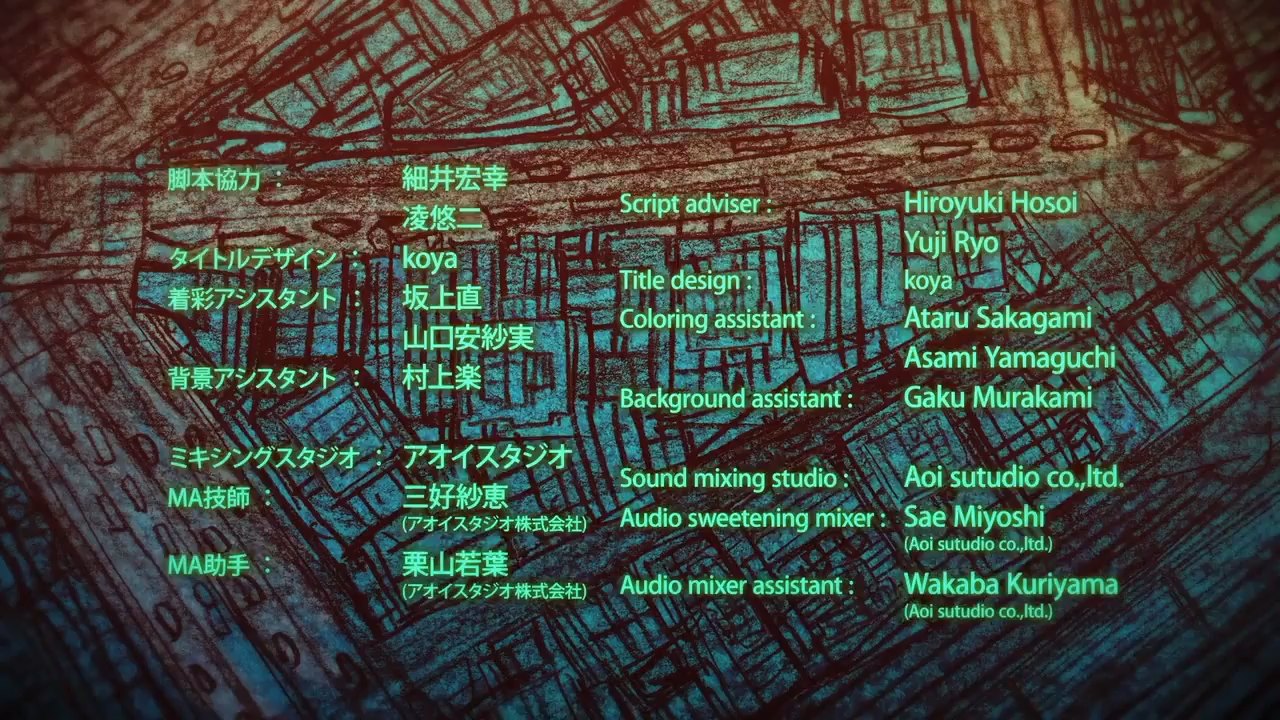 脚本協力 : 細井宏幸
凌悠二
タイトルデザイン : koya
着彩アシスタント : 坂上直
山口安紗実
背景アシスタント : 村上楽
ミキシングスタジオ : アオイスタジオ
MA技師 : 三好紗恵
(アオイスタジオ株式会社)
MA助手 : 栗山若葉
(アオイスタジオ株式会社)
Script adviser : Hiroyuki Hosoi
Yuji Ryo
Title design : koya
Coloring assistant : Ataru Sakagami
Asami Yamaguchi
Background assistant : Gaku Murakami
Sound mixing studio : Aoi sutudio co.,ltd.
Audio sweetening mixer : Sae Miyoshi
(Aoi sutudio co.,ltd.)
Audio mixer assistant : Wakaba Kuriyama
(Aoi sutudio co.,ltd.)